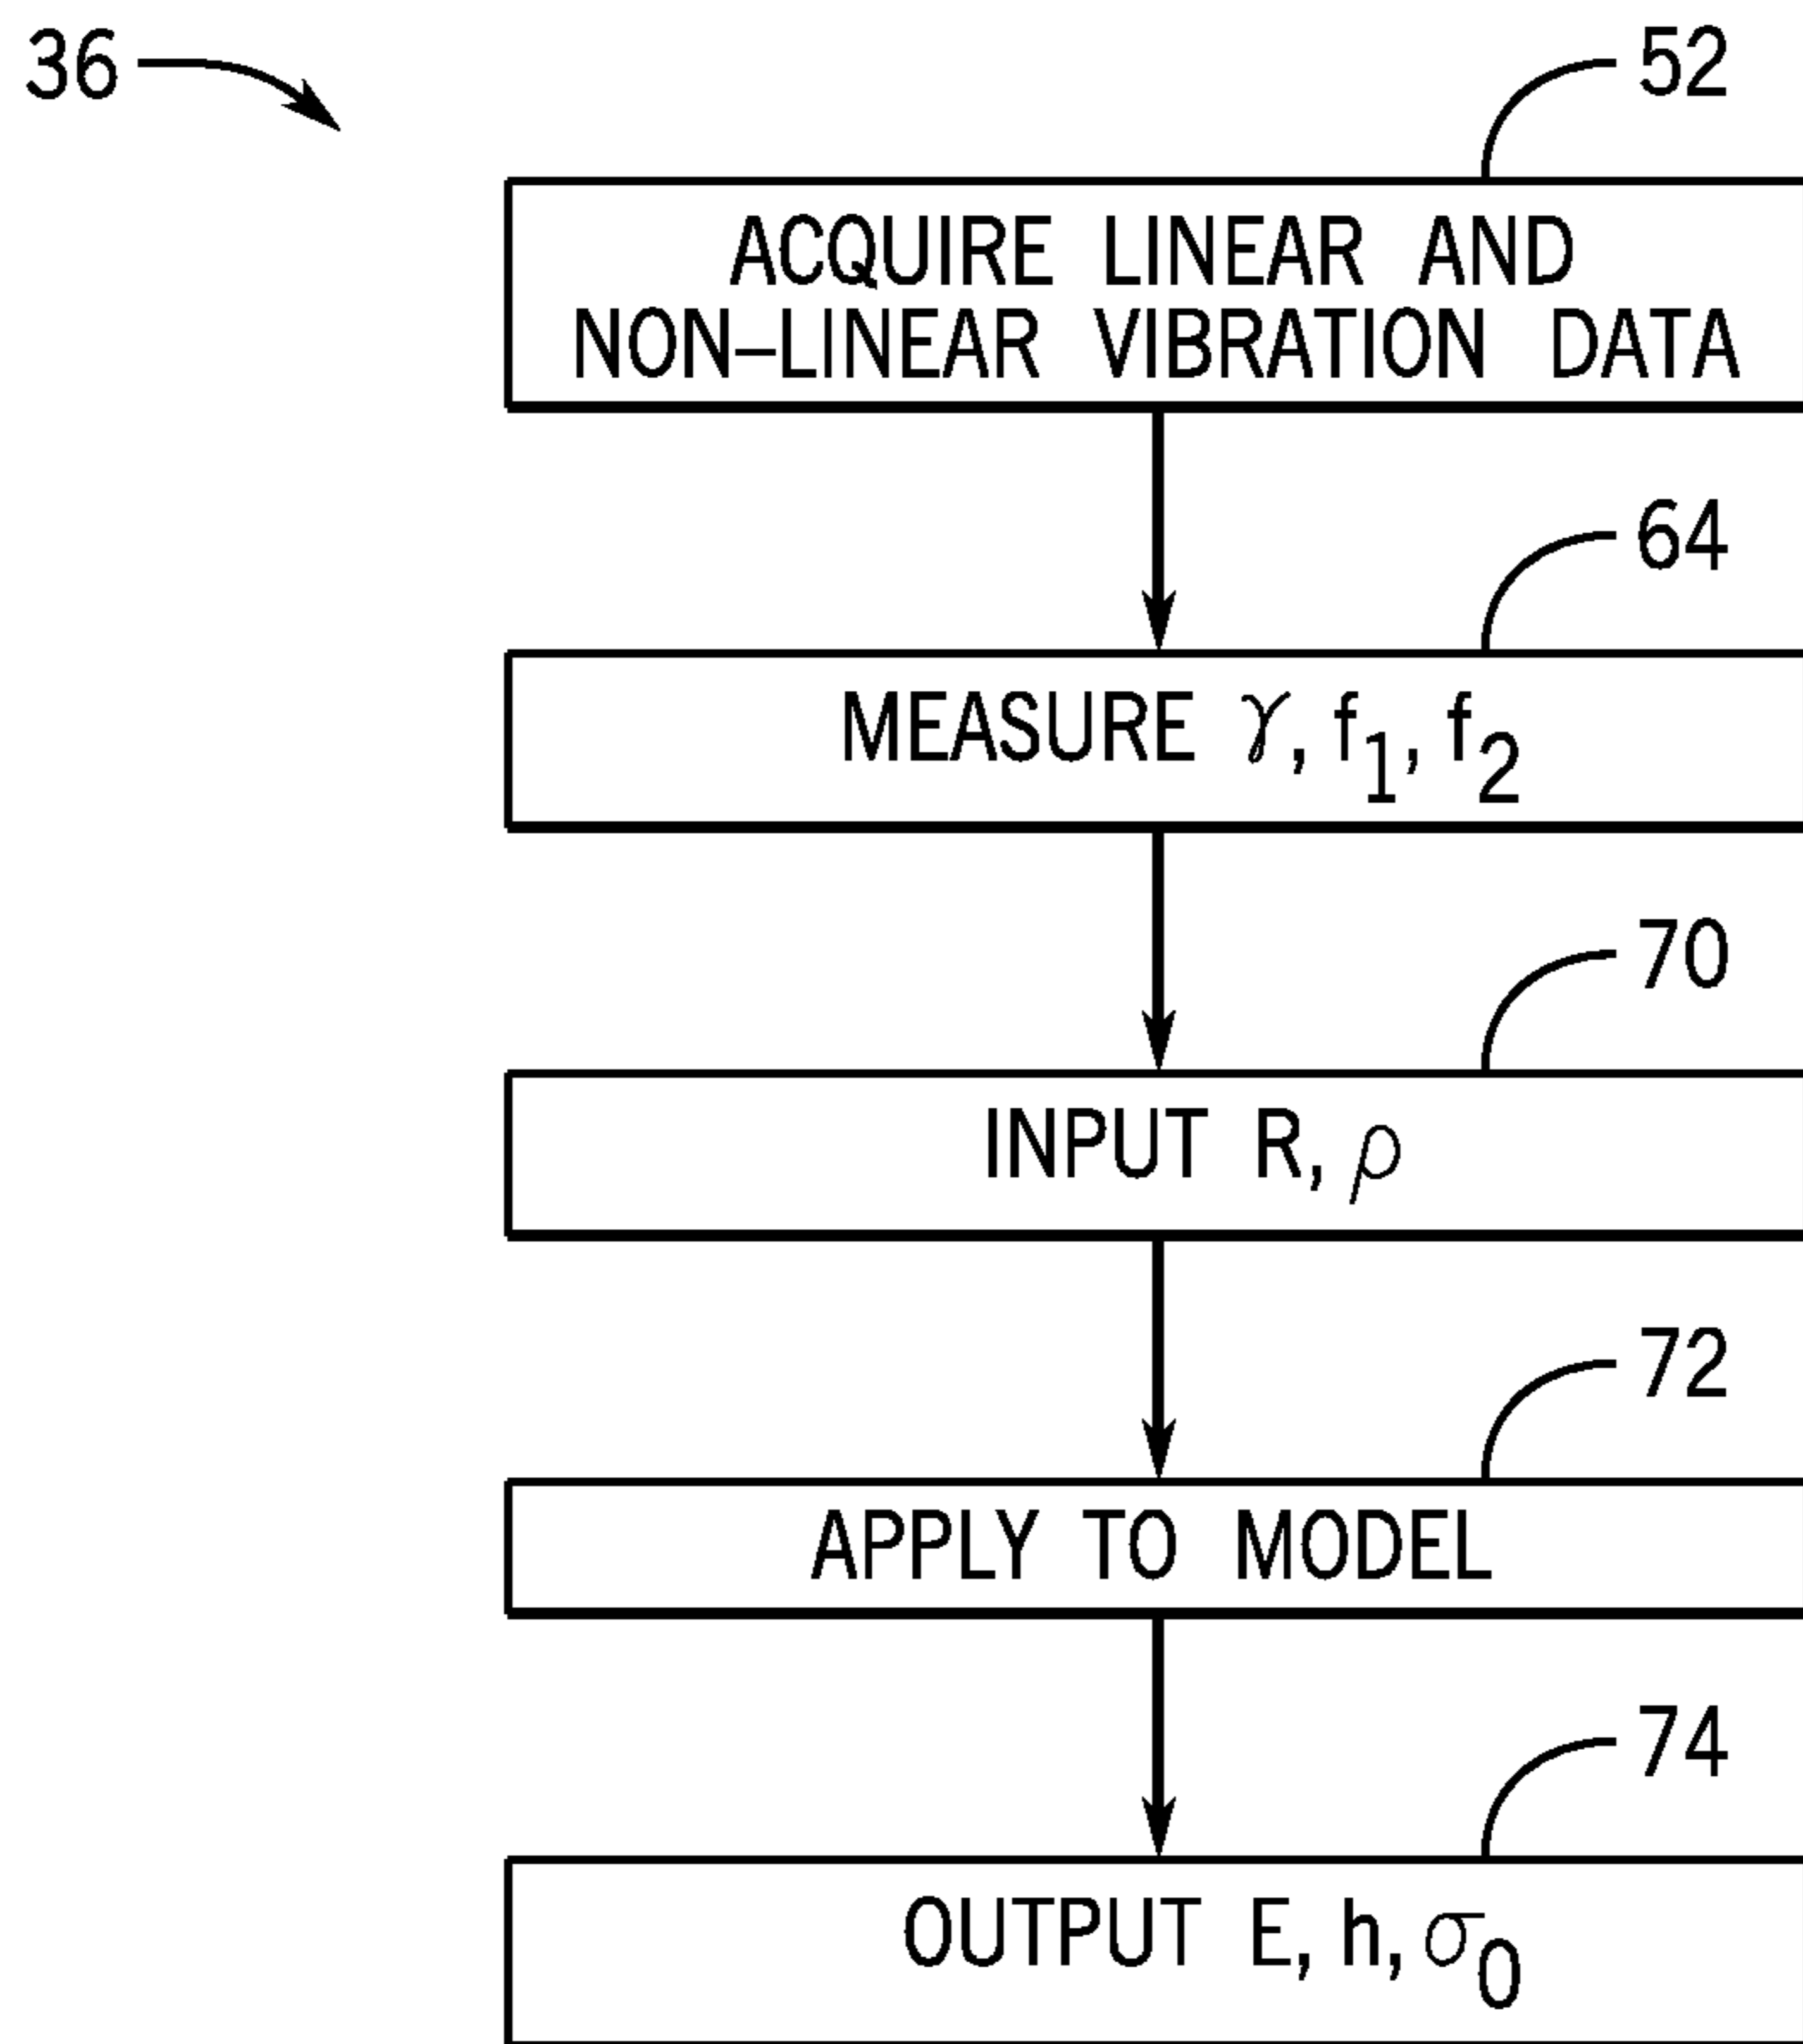 36
52
ACQUIRE LINEAR AND
NON-LINEAR VIBRATION DATA
64
MEASURE γ, f₁, f₂
70
INPUT R, ρ
72
APPLY TO MODEL
74
OUTPUT E, h, σ₀